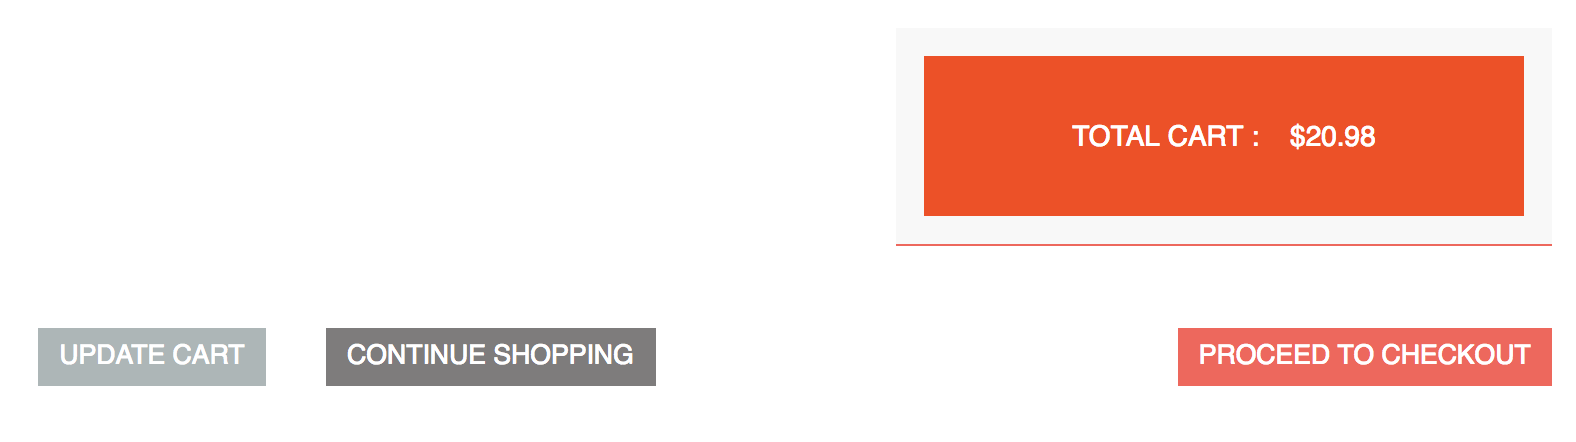 TOTAL CART : $20.98
UPDATE CART
CONTINUE SHOPPING
PROCEED TO CHECKOUT